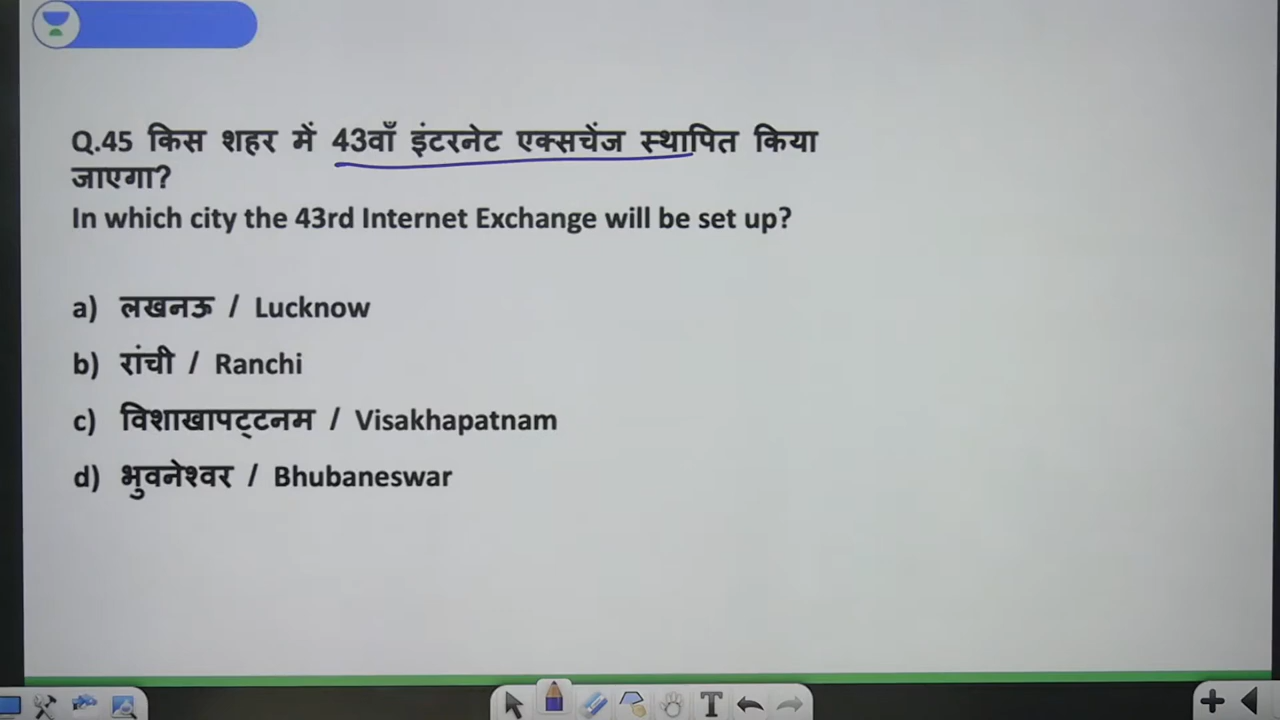 Q.45 किस शहर में 43वाँ इंटरनेट एक्सचेंज स्थापित किया
जाएगा?
In which city the 43rd Internet Exchange will be set up?
a) लखनऊ / Lucknow
b) रांची / Ranchi
c) विशाखापट्टनम / Visakhapatnam
d) भुवनेश्वर / Bhubaneswar
T